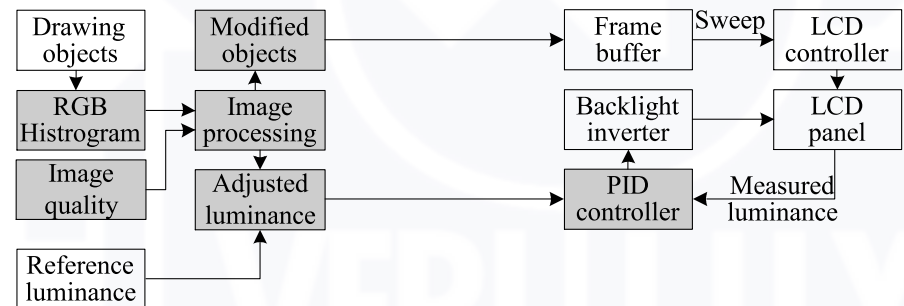 Drawing
objects
Modified
objects
Frame
buffer
Sweep
LCD
controller
RGB
Histrogram
Image
processing
Backlight
inverter
LCD
panel
Image
quality
Adjusted
luminance
PID
controller
Measured
luminance
Reference
luminance